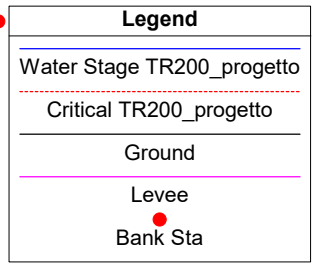 Legend
Water Stage TR200_progetto
Critical TR200_progetto
Ground
Levee
Bank Sta